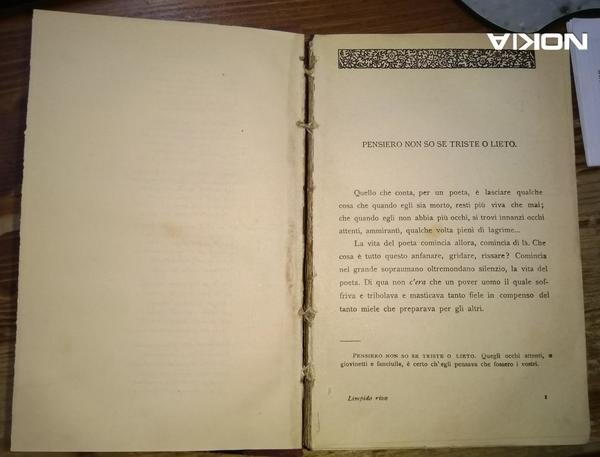 NOKIA
PENSIERO NON SO SE TRISTE O LIETO.
Quello che conta, per un poeta, è lasciare qualche
cosa che quando egli sia morto, resti più viva che mai;
che quando egli non abbia più occhi, si trovi innanzi occhi
attenti, ammiranti, qualche volta pieni di lagrime...
La vita del poeta comincia allora, comincia di là. Che
cosa è tutto questo anfanare, gridare, rissare? Comincia
nel grande sopraumano oltremondano silenzio, la vita del
poeta. Di qua non c'era che un pover uomo il quale sof-
friva e tribolava e masticava tanto fiele in compenso del
tanto miele che preparava per gli altri.
PENSIERO NON SO SE TRISTE O LIETO. Quegli occhi attenti, o
giovinetti e fanciulle, è certo ch'egli pensava che fossero i vostri.
Limpido rivo
1